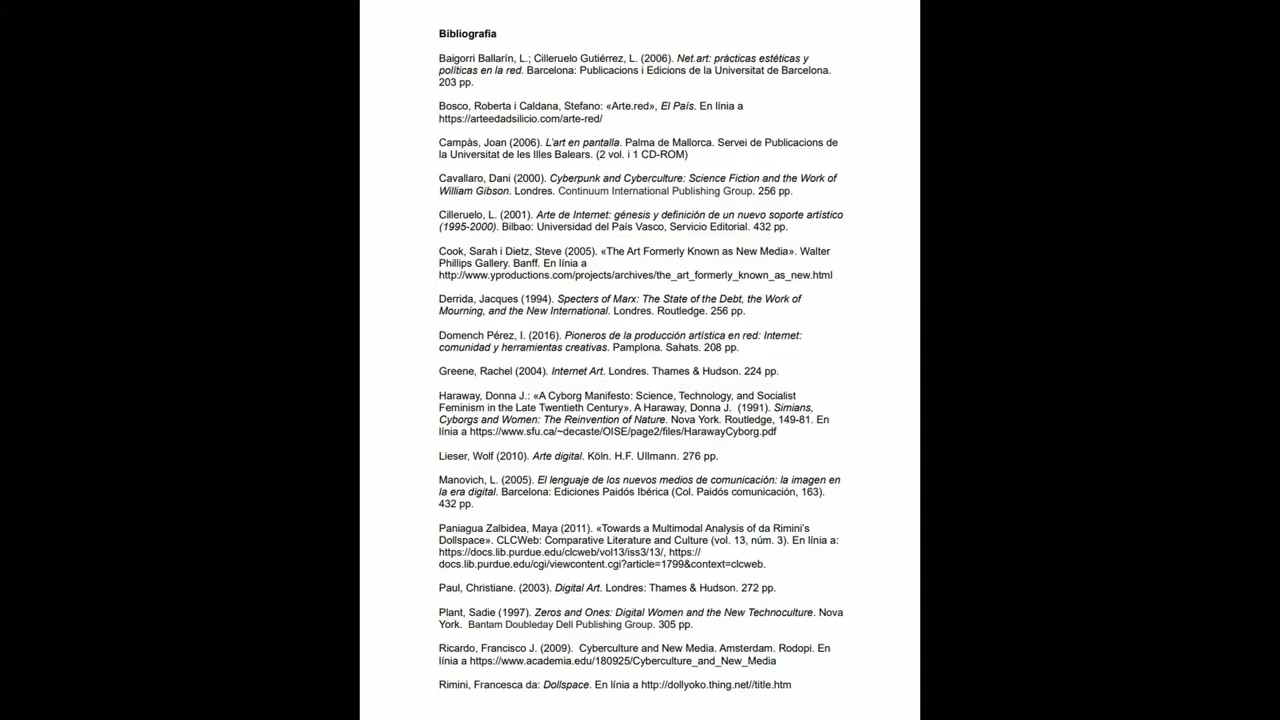 Bibliografia
Baigorri Ballarín, L.; Cilleruelo Gutiérrez, L. (2006). Net.art: prácticas estéticas y
políticas en la red. Barcelona: Publicacions i Edicions de la Universitat de Barcelona.
203 pp.
Bosco, Roberta i Caldana, Stefano: «Arte.red», El País. En línia a
https://arteedadsilicio.com/arte-red/
Campàs, Joan (2006). L'art en pantalla. Palma de Mallorca. Servei de Publicacions de
la Universitat de les Illes Balears. (2 vol. i 1 CD-ROM)
Cavallaro, Dani (2000). Cyberpunk and Cyberculture: Science Fiction and the Work of
William Gibson. Londres. Continuum International Publishing Group. 256 pp.
Cilleruelo, L. (2001). Arte de Internet: génesis y definición de un nuevo soporte artístico
(1995-2000). Bilbao: Universidad del País Vasco, Servicio Editorial. 432 pp.
Cook, Sarah i Dietz, Steve (2005). «The Art Formerly Known as New Media». Walter
Phillips Gallery. Banff. En línia a
http://www.yproductions.com/projects/archives/the_art_formerly_known_as_new.html
Derrida, Jacques (1994). Specters of Marx: The State of the Debt, the Work of
Mourning, and the New International. Londres. Routledge. 256 pp.
Domench Pérez, I. (2016). Pioneros de la producción artística en red: Internet:
comunidad y herramientas creativas. Pamplona. Sahats. 208 pp.
Greene, Rachel (2004). Internet Art. Londres. Thames & Hudson. 224 pp.
Haraway, Donna J.: «A Cyborg Manifesto: Science, Technology, and Socialist
Feminism in the Late Twentieth Century». A Haraway, Donna J. (1991). Simians,
Cyborgs and Women: The Reinvention of Nature. Nova York. Routledge, 149-81. En
línia a https://www.sfu.ca/~decaste/OISE/page2/files/HarawayCyborg.pdf
Lieser, Wolf (2010). Arte digital. Köln. H.F. Ullmann. 276 pp.
Manovich, L. (2005). El lenguaje de los nuevos medios de comunicación: la imagen en
la era digital. Barcelona: Ediciones Paidós Ibérica (Col. Paidós comunicación, 163).
432 pp.
Paniagua Zalbidea, Maya (2011). «Towards a Multimodal Analysis of da Rimini's
Dollspace». CLCWeb: Comparative Literature and Culture (vol. 13, núm. 3). En línia a:
https://docs.lib.purdue.edu/clcweb/vol13/iss3/13/, https://
docs.lib.purdue.edu/cgi/viewcontent.cgi?article=1799&context=clcweb.
Paul, Christiane. (2003). Digital Art. Londres: Thames & Hudson. 272 pp.
Plant, Sadie (1997). Zeros and Ones: Digital Women and the New Technoculture. Nova
York. Bantam Doubleday Dell Publishing Group. 305 pp.
Ricardo, Francisco J. (2009). Cyberculture and New Media. Amsterdam. Rodopi. En
línia a https://www.academia.edu/180925/Cyberculture_and_New_Media
Rimini, Francesca da: Dollspace. En línia a http://dollyoko.thing.net//title.htm